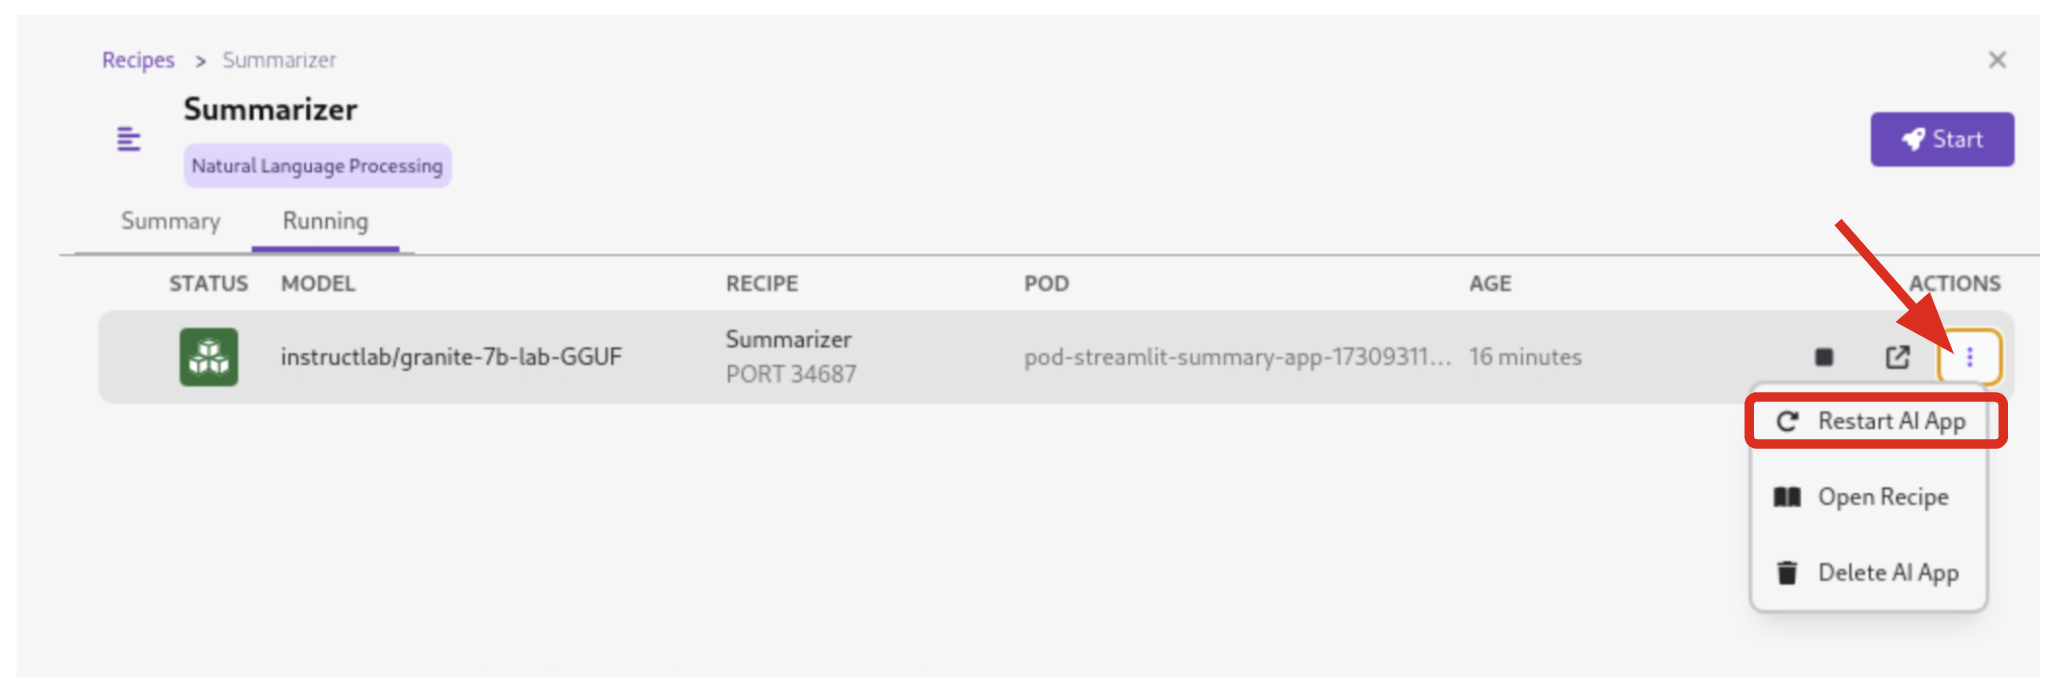 Recipes > Summarizer
Summarizer
Start
Natural Language Processing
Summary Running
STATUS MODEL RECIPE POD AGE ACTIONS
instructlab/granite-7b-lab-GGUF Summarizer pod-streamlit-summary-app-17309311... 16 minutes
PORT 34687
Restart AI App
Open Recipe
Delete AI App